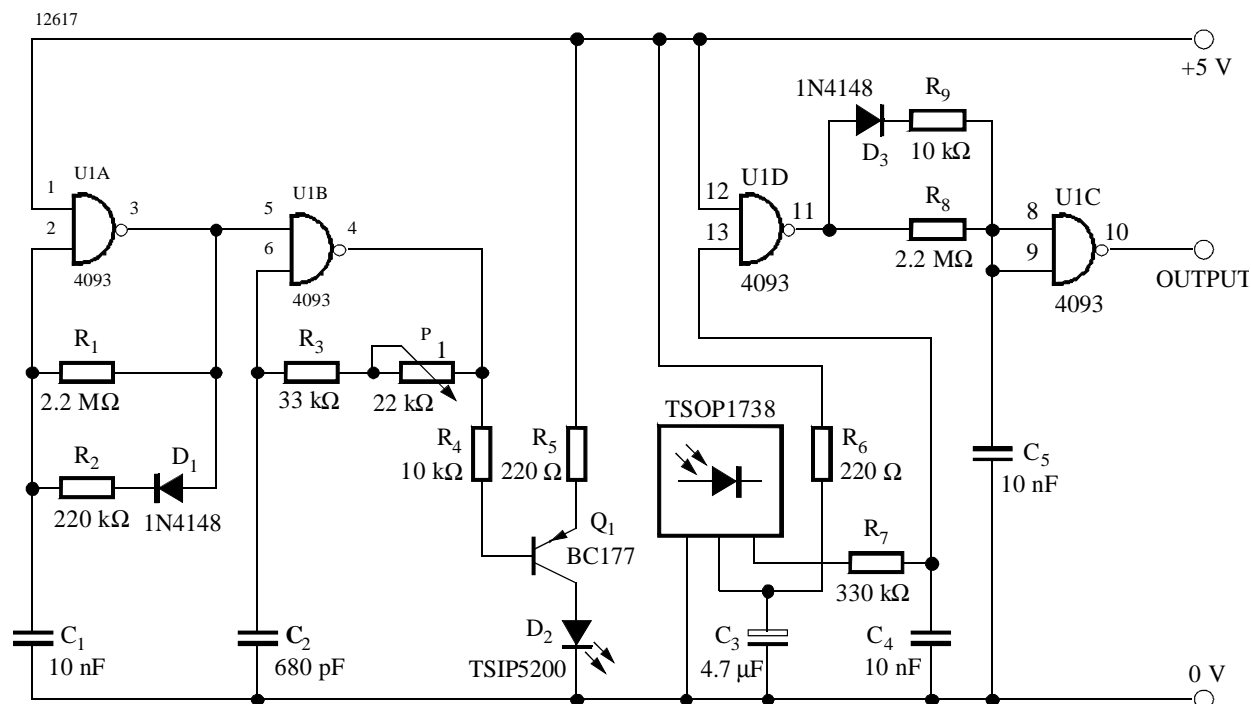 12617
+5 V
1N4148
R9
D3
10 kΩ
U1A
1
2
3
4093
U1B
5
6
4
4093
U1D
12
13
11
4093
R8
2.2 MΩ
U1C
8
9
10
4093
OUTPUT
R1
2.2 MΩ
R3
33 kΩ
P1
22 kΩ
R2
220 kΩ
D1
1N4148
R4
10 kΩ
R5
220 Ω
TSOP1738
R6
220 Ω
C5
10 nF
Q1
BC177
R7
330 kΩ
C1
10 nF
C2
680 pF
D2
TSIP5200
C3
4.7 µF
C4
10 nF
0 V